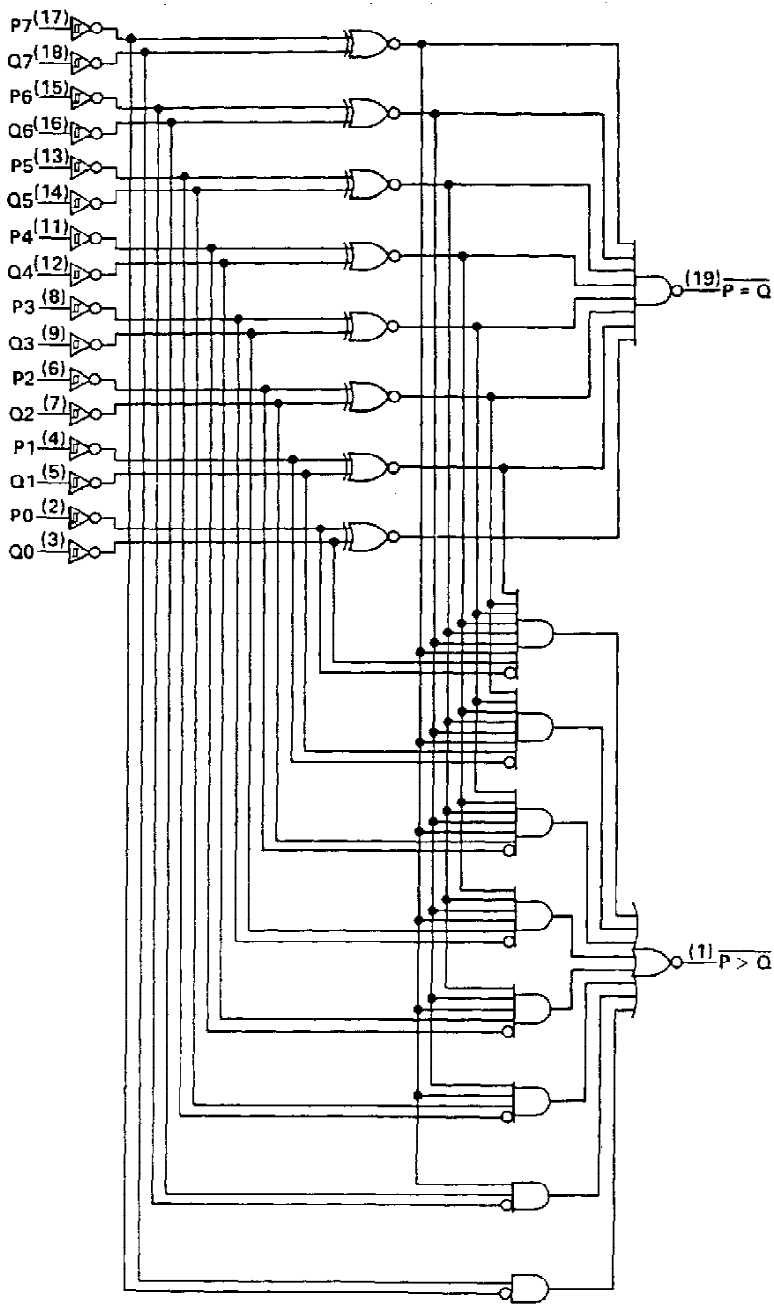 P7 (17)
Q7 (18)
P6 (15)
Q6 (16)
P5 (13)
Q5 (14)
P4 (11)
Q4 (12)
P3 (8)
Q3 (9)
P2 (6)
Q2 (7)
P1 (4)
Q1 (5)
P0 (2)
Q0 (3)
(19) P = Q
(1) P > Q